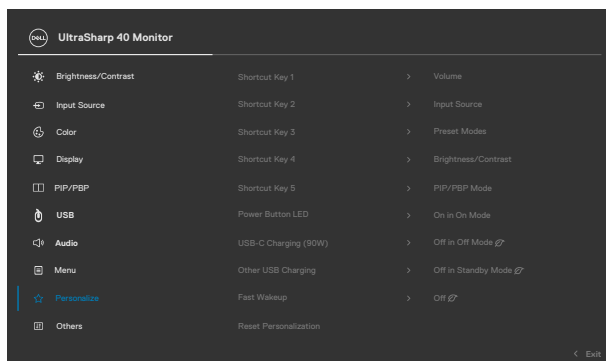 DELL UltraSharp 40 Monitor
Brightness/Contrast Shortcut Key 1 > Volume
Input Source Shortcut Key 2 > Input Source
Color Shortcut Key 3 > Preset Modes
Display Shortcut Key 4 > Brightness/Contrast
PIP/PBP Shortcut Key 5 > PIP/PBP Mode
USB Power Button LED > On in On Mode
Audio USB-C Charging (90W) > Off in Off Mode
Menu Other USB Charging > Off in Standby Mode
Personalize Fast Wakeup > Off
Others Reset Personalization
< Exit